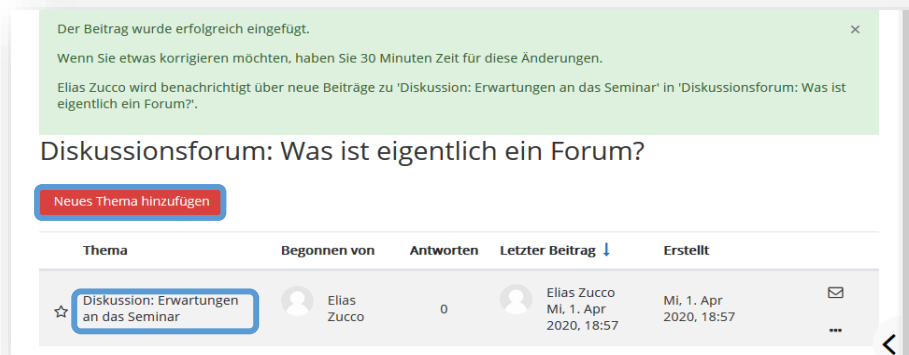 Der Beitrag wurde erfolgreich eingefügt.
×
Wenn Sie etwas korrigieren möchten, haben Sie 30 Minuten Zeit für diese Änderungen.
Elias Zucco wird benachrichtigt über neue Beiträge zu 'Diskussion: Erwartungen an das Seminar' in 'Diskussionsforum: Was ist
eigentlich ein Forum?'.
Diskussionsforum: Was ist eigentlich ein Forum?
Neues Thema hinzufügen
Thema Begonnen von Antworten Letzter Beitrag ↓ Erstellt
Diskussion: Erwartungen
an das Seminar
Elias
Zucco
0
Elias Zucco
Mi, 1. Apr
2020, 18:57
Mi, 1. Apr
2020, 18:57